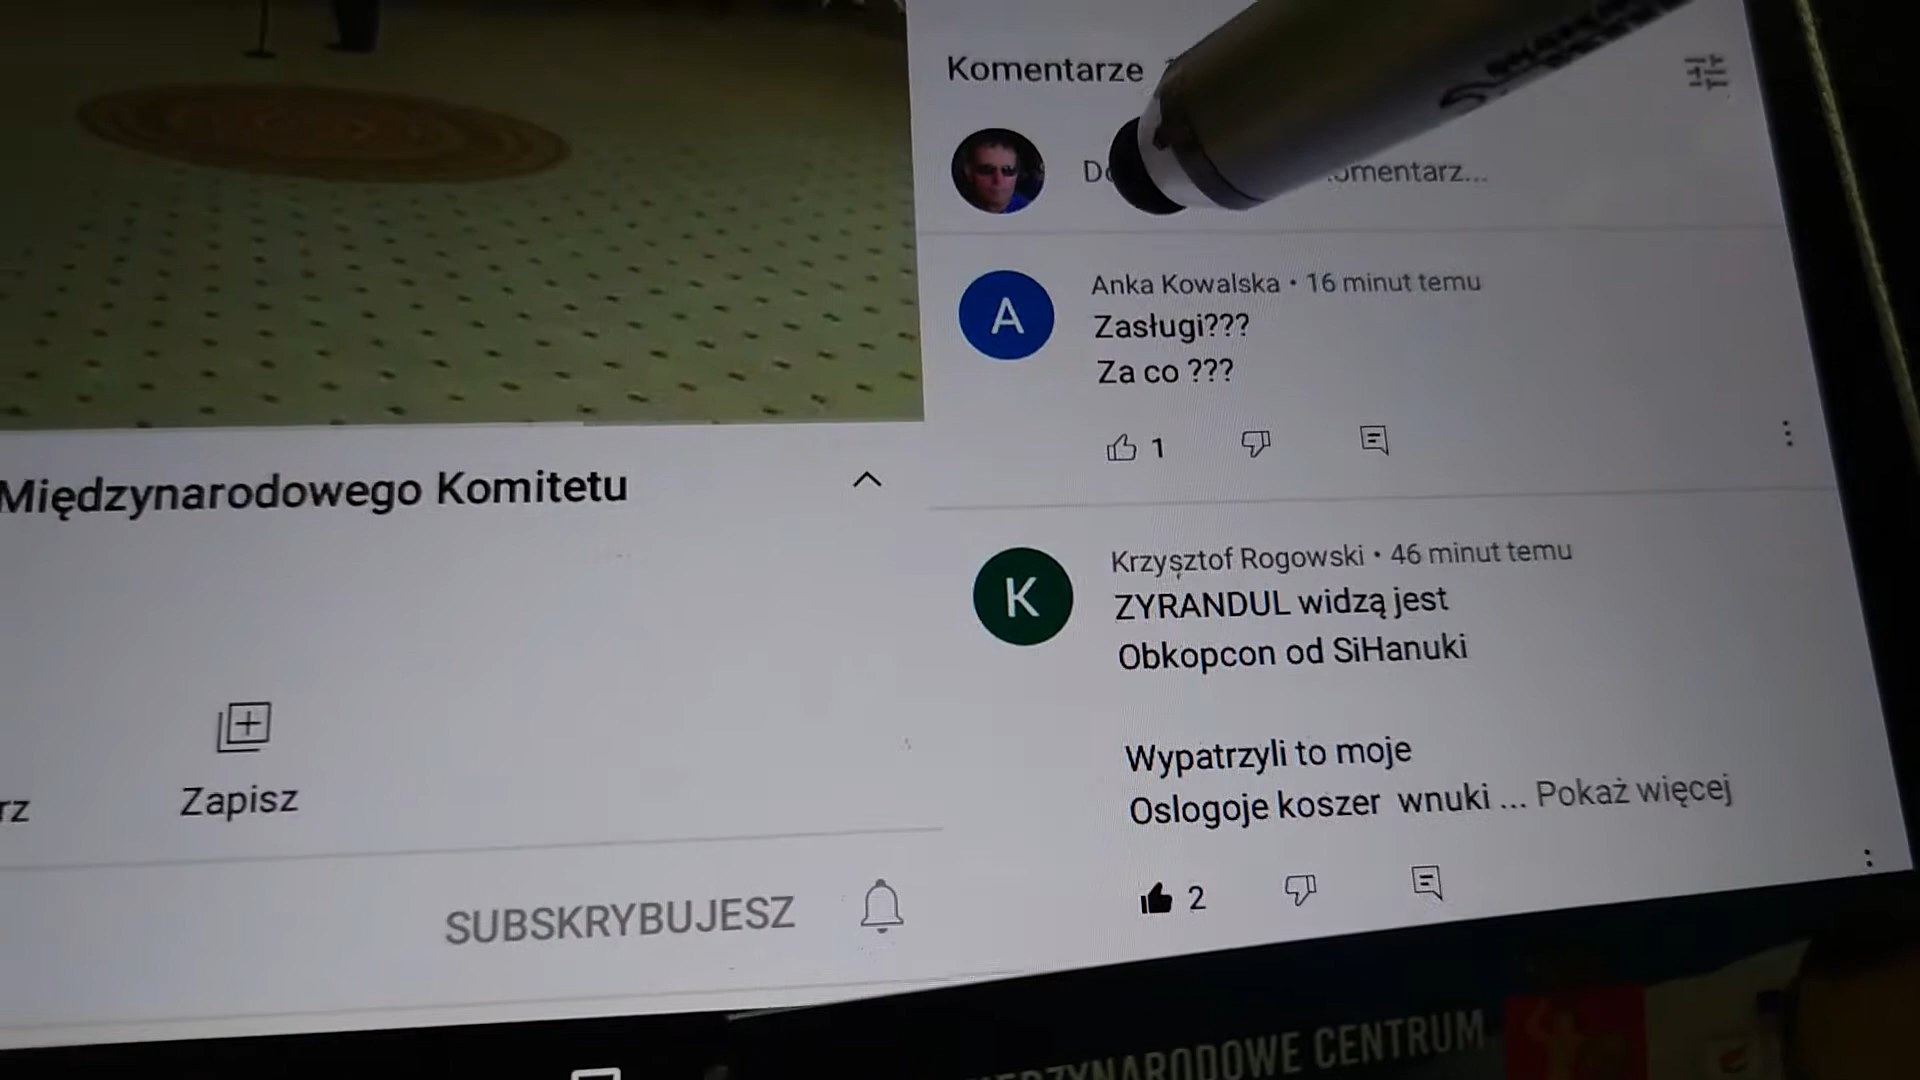 Komentarze
omentarz...
Anka Kowalska • 16 minut temu
A
Zasługi???
Za co ???
1
Międzynarodowego Komitetu
Krzysztof Rogowski • 46 minut temu
K
ZYRANDUL widzą jest
Obkopcon od SiHanuki
Wypatrzyli to moje
Oslogoje koszer wnuki ... Pokaż więcej
2
rz
Zapisz
SUBSKRYBUJESZ
DZYNARODOWE CENTRUM